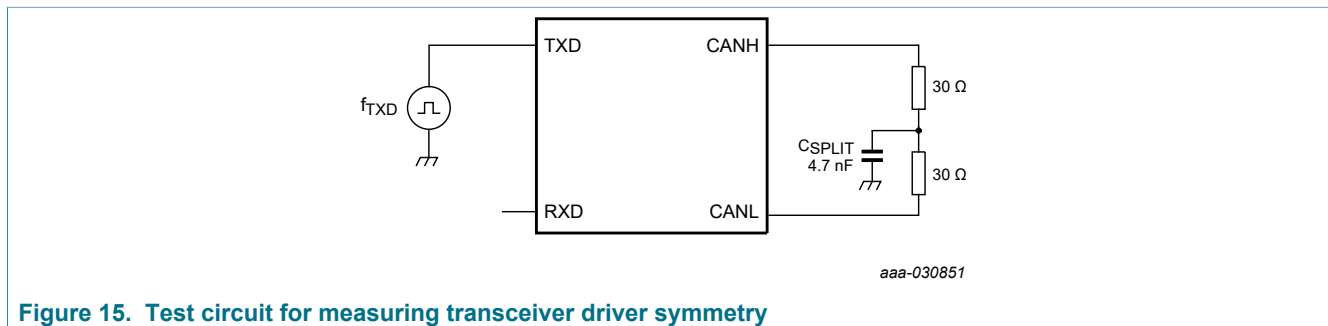 TXD
CANH
30 Ω
fTXD
CSPLIT
4.7 nF
30 Ω
RXD
CANL
aaa-030851
Figure 15. Test circuit for measuring transceiver driver symmetry